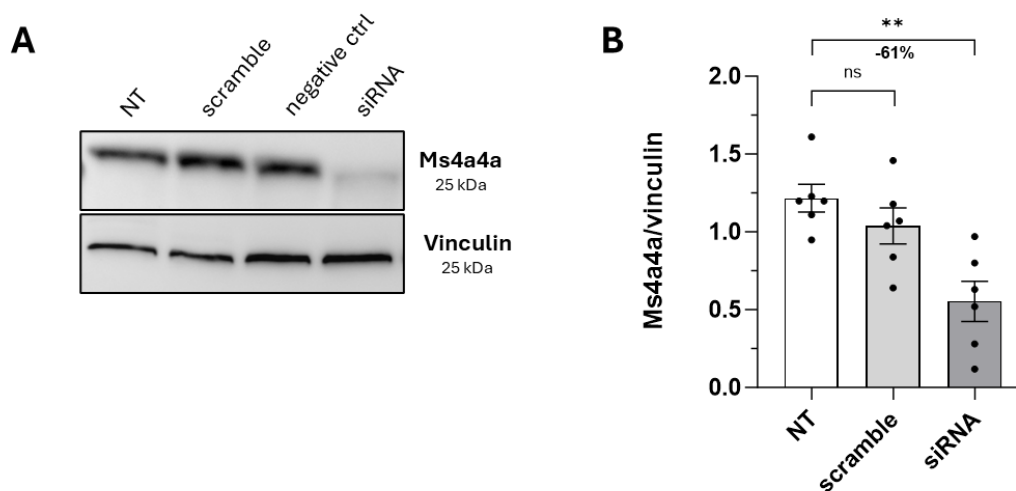 A
NT
scramble
negative ctrl
siRNA
Ms4a4a
25 kDa
Vinculin
25 kDa
B
**
-61%
ns
2.0
1.5
1.0
0.5
0.0
Ms4a4a/vinculin
NT
scramble
siRNA